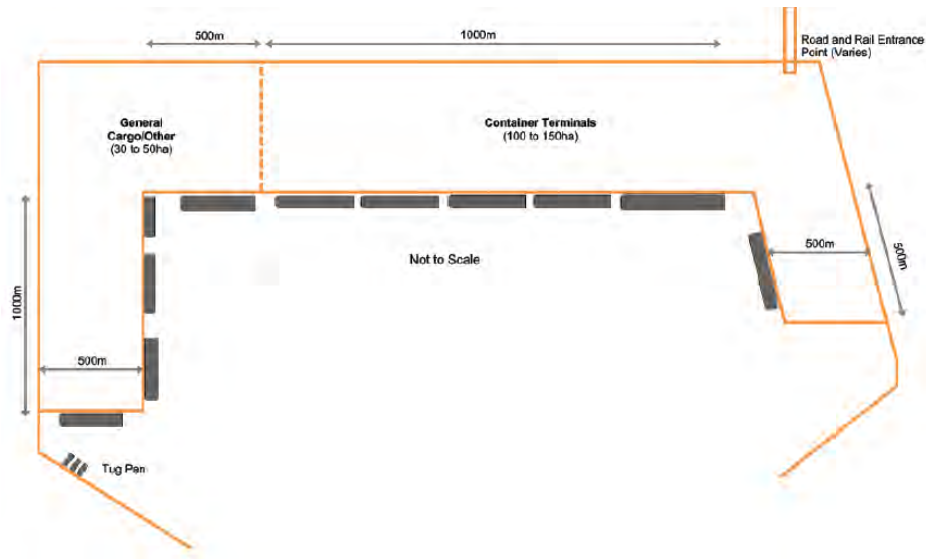 500m
1000m
Road and Rail Entrance
Point (Varies)
General
Cargo/Other
(30 to 50ha)
Container Terminals
(100 to 150ha)
1000m
Not to Scale
500m
500m
500m
Tug Pen